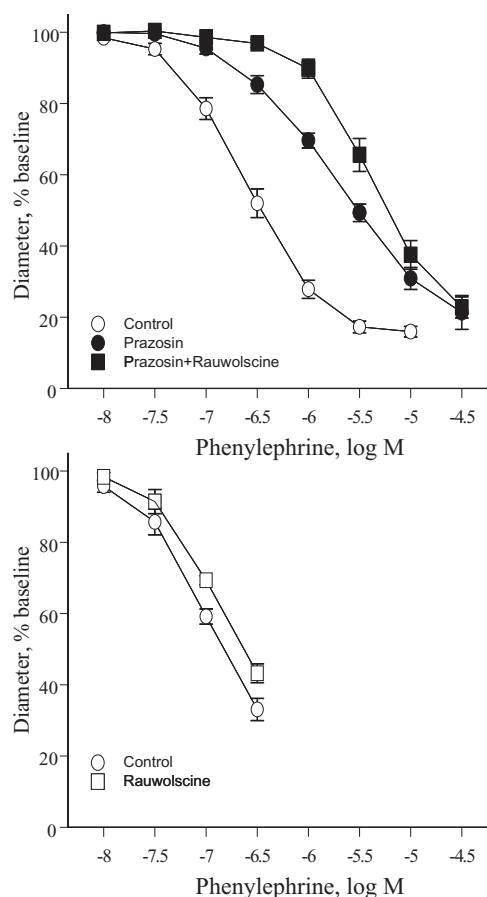 100
80
60
40
20
0
Diameter, % baseline
Control
Prazosin
Prazosin+Rauwolscine
-8 -7.5 -7 -6.5 -6 -5.5 -5 -4.5
Phenylephrine, log M
100
80
60
40
20
0
Diameter, % baseline
Control
Rauwolscine
-8 -7.5 -7 -6.5 -6 -5.5 -5 -4.5
Phenylephrine, log M